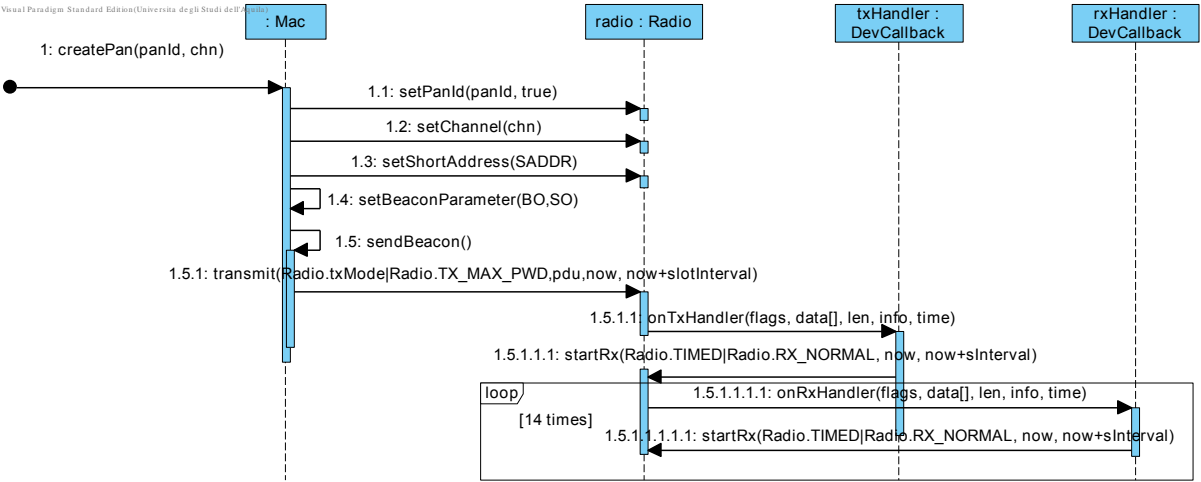 Visual Paradigm Standard Edition(Universita degli Studi dell'Aquila)
: Mac
radio : Radio
txHandler :
DevCallback
rxHandler :
DevCallback
1: createPan(panId, chn)
1.1: setPanId(panId, true)
1.2: setChannel(chn)
1.3: setShortAddress(SADDR)
1.4: setBeaconParameter(BO,SO)
1.5: sendBeacon()
1.5.1: transmit(Radio.txMode|Radio.TX_MAX_PWD,pdu,now, now+slotInterval)
1.5.1.1: onTxHandler(flags, data[], len, info, time)
1.5.1.1.1: startRx(Radio.TIMED|Radio.RX_NORMAL, now, now+sInterval)
loop
1.5.1.1.1.1: onRxHandler(flags, data[], len, info, time)
[14 times]
1.5.1.1.1.1.1: startRx(Radio.TIMED|Radio.RX_NORMAL, now, now+sInterval)